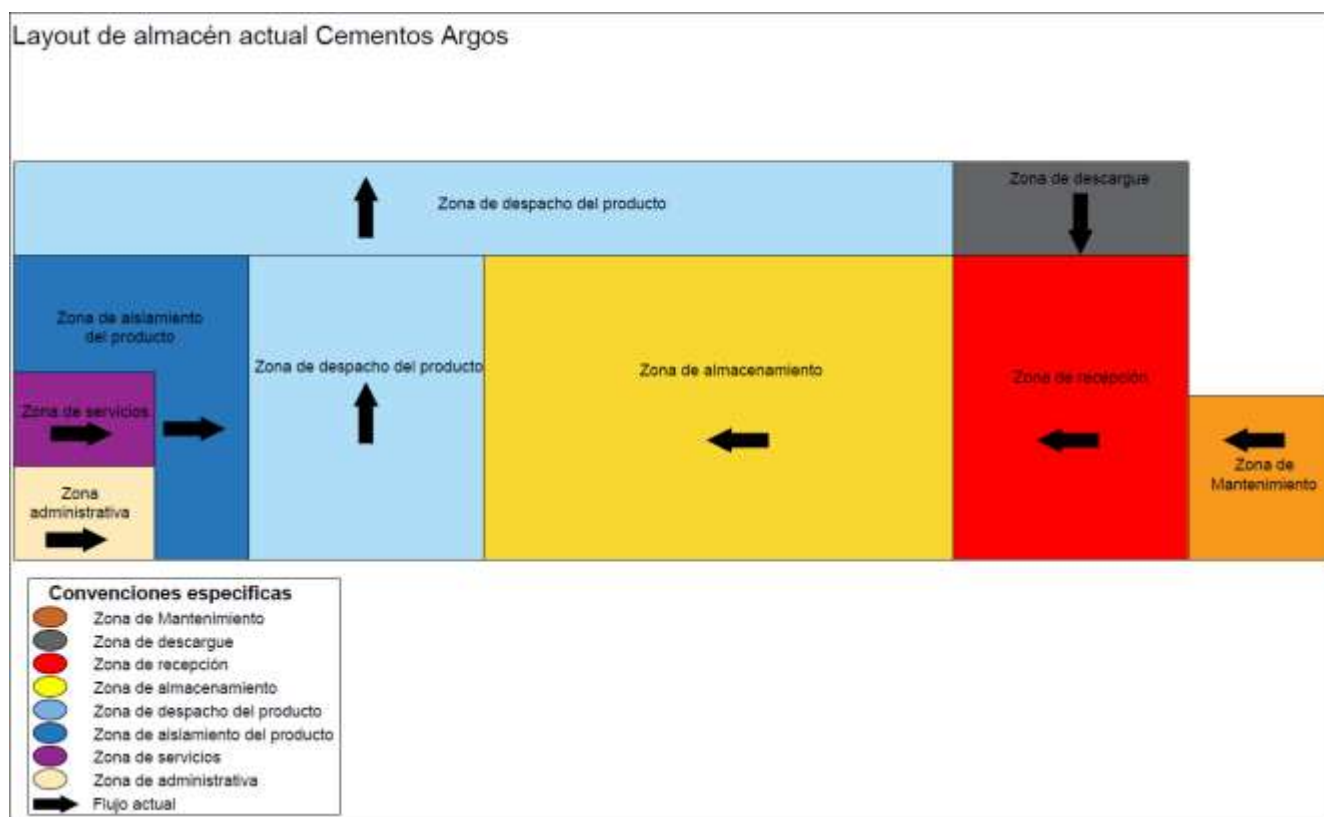 Layout de almacén actual Cementos Argos
Zona de descargue
Zona de despacho del producto
Zona de aislamiento
del producto
Zona de despacho del producto
Zona de almacenamiento
Zona de recepción
Zona de servicios
Zona de
Mantenimiento
Zona
administrativa
Convenciones especificas
Zona de Mantenimiento
Zona de descargue
Zona de recepción
Zona de almacenamiento
Zona de despacho del producto
Zona de aislamiento del producto
Zona de servicios
Zona de administrativa
Flujo actual